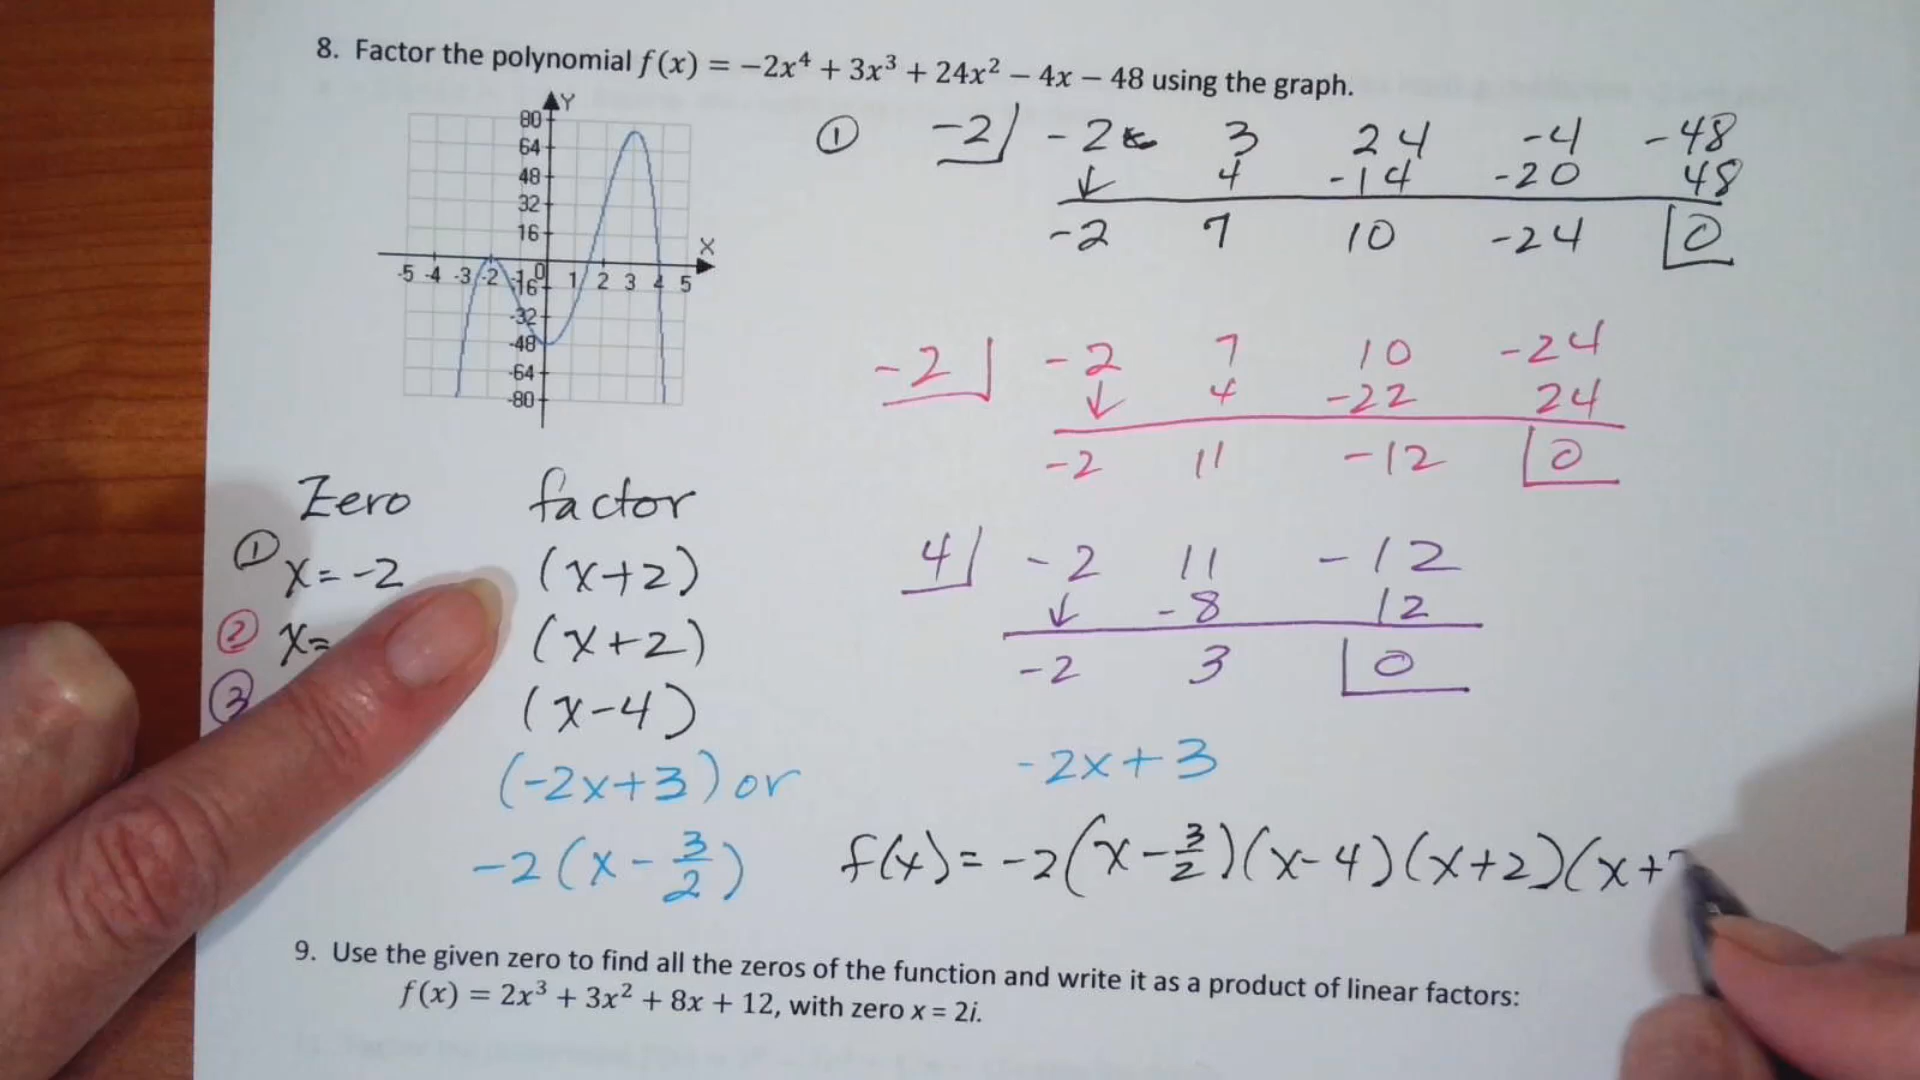 8. Factor the polynomial f(x) = −2x⁴ + 3x³ + 24x² − 4x − 48 using the graph.
Y
80
64
48
32
16
X
-5 -4 -3 -2 -1 0 1 2 3 4 5
-16
-32
-48
-64
-80
① -2 -2 3 24 -4 -48
4 -14 -20 48
-2 7 10 -24 0
-2 -2 7 10 -24
4 -22 24
-2 11 -12 0
Zero factor
① x=-2 (x+2)
② x= (x+2)
③ (x-4)
(-2x+3) or
-2(x-3/2)
4 -2 11 -12
-8 12
-2 3 0
-2x+3
f(x)=-2(x-3/2)(x-4)(x+2)(x+
9. Use the given zero to find all the zeros of the function and write it as a product of linear factors:
f(x) = 2x³ + 3x² + 8x + 12, with zero x = 2i.